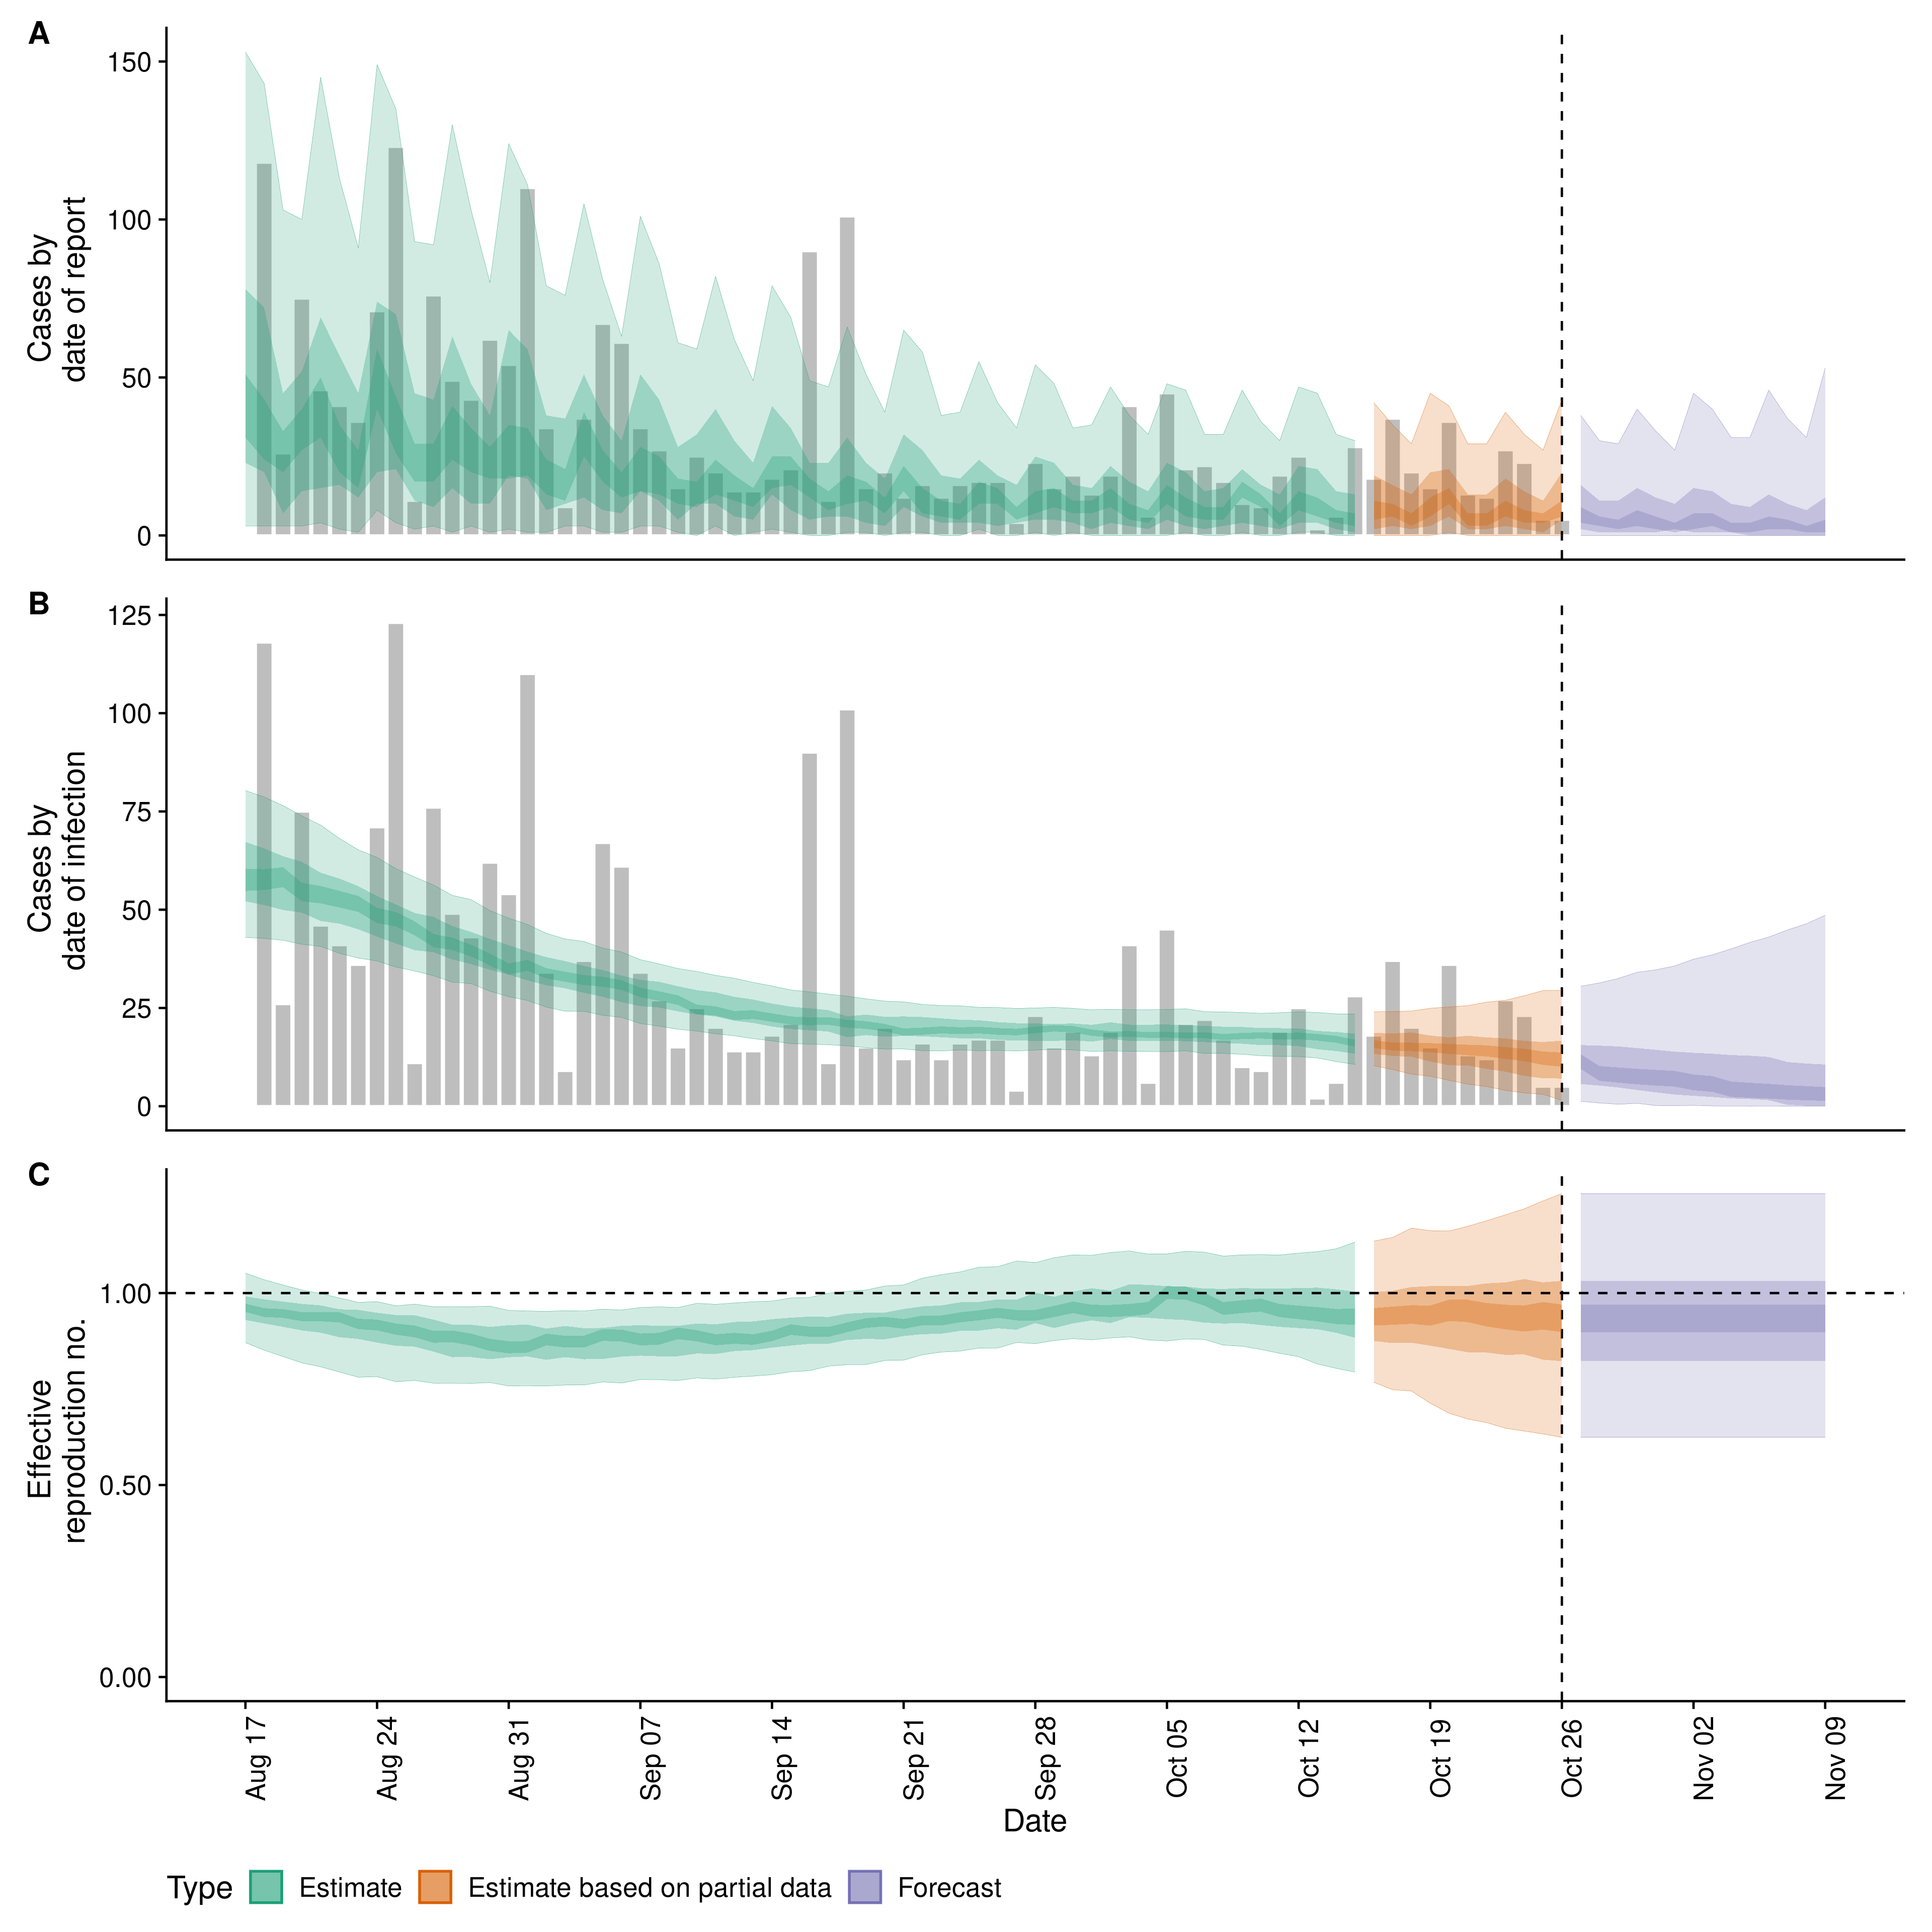 A
150
100
50
0
Cases by
date of report
B
125
100
75
50
25
0
Cases by
date of infection
C
1.00
0.50
0.00
Effective
reproduction no.
Aug 17
Aug 24
Aug 31
Sep 07
Sep 14
Sep 21
Sep 28
Oct 05
Oct 12
Oct 19
Oct 26
Nov 02
Nov 09
Date
Type Estimate Estimate based on partial data Forecast